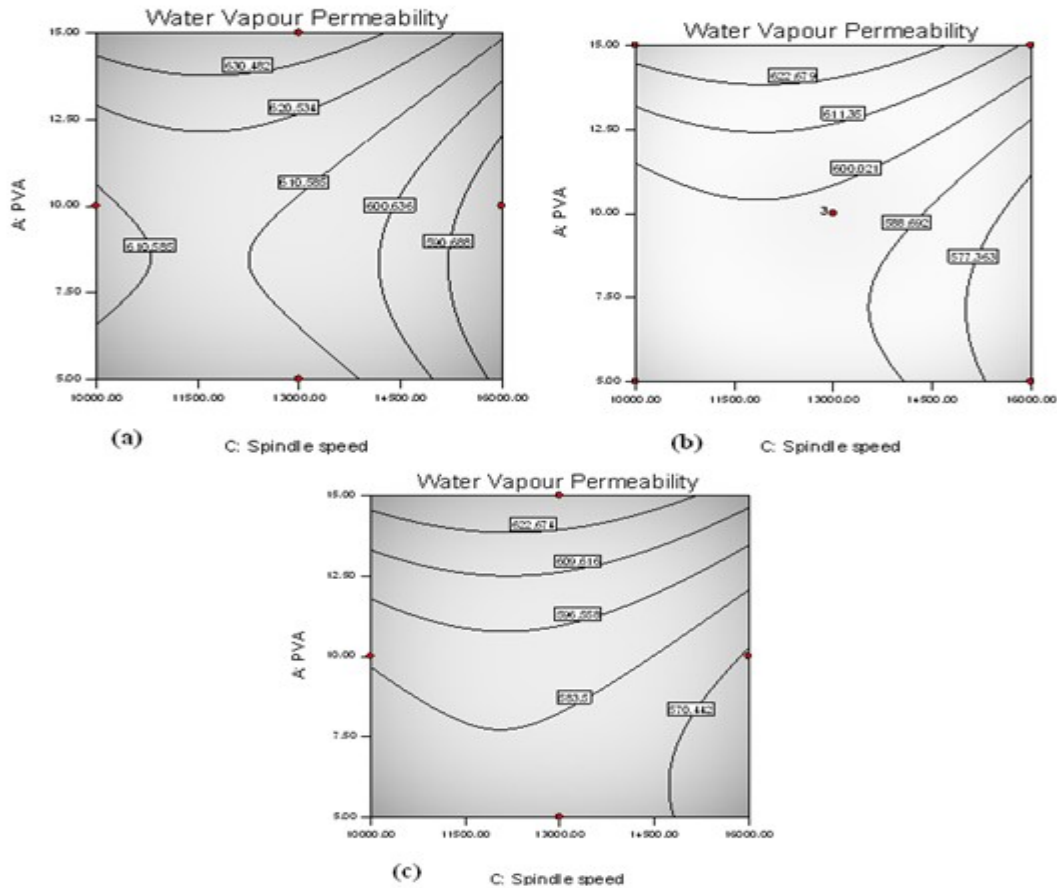 Water Vapour Permeability
15.00
12.50
10.00
7.50
5.00
A: PVA
630.482
620.534
610.585
600.636
590.688
610.585
10000.00 11500.00 13000.00 14500.00 16000.00
(a)
C: Spindle speed
Water Vapour Permeability
15.00
12.50
10.00
7.50
5.00
A: PVA
622.679
611.35
600.021
3
588.692
577.363
10000.00 11500.00 13000.00 14500.00 16000.00
(b)
C: Spindle speed
Water Vapour Permeability
15.00
12.50
10.00
7.50
5.00
A: PVA
622.674
609.616
596.558
583.5
570.442
10000.00 11500.00 13000.00 14500.00 16000.00
(c)
C: Spindle speed